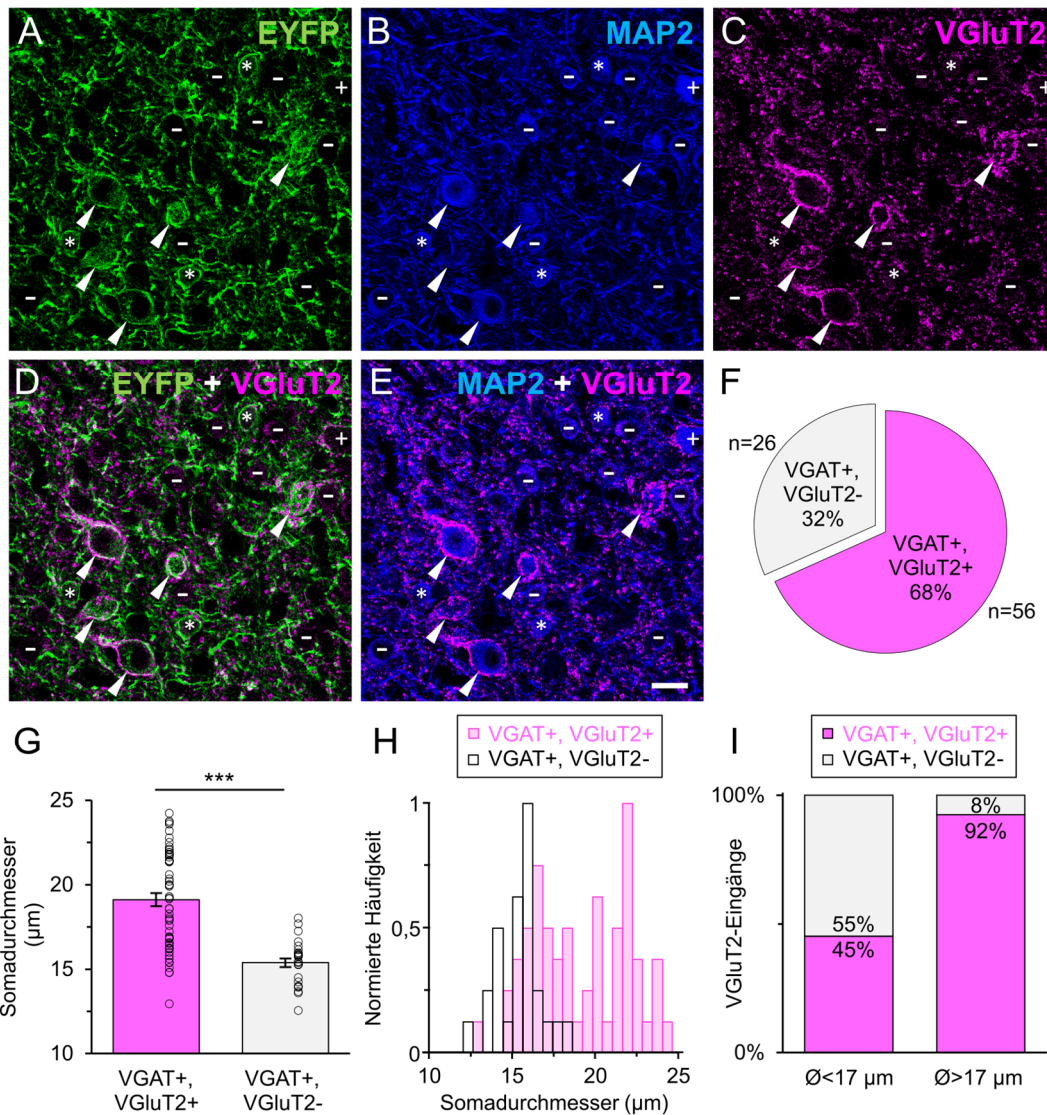 A EYFP
B MAP2
C VGluT2
D EYFP + VGluT2
E MAP2 + VGluT2
F
n=26
VGAT+,
VGluT2-
32%
VGAT+,
VGluT2+
68%
n=56
G
***
Somadurchmesser
(µm)
25
20
15
10
VGAT+,
VGluT2+
VGAT+,
VGluT2-
H
VGAT+, VGluT2+
VGAT+, VGluT2-
Normierte Häufigkeit
1
0,5
0
10 15 20 25
Somadurchmesser (µm)
I
VGAT+, VGluT2+
VGAT+, VGluT2-
VGluT2-Eingänge
100%
0%
55%
45%
8%
92%
Ø<17 µm Ø>17 µm